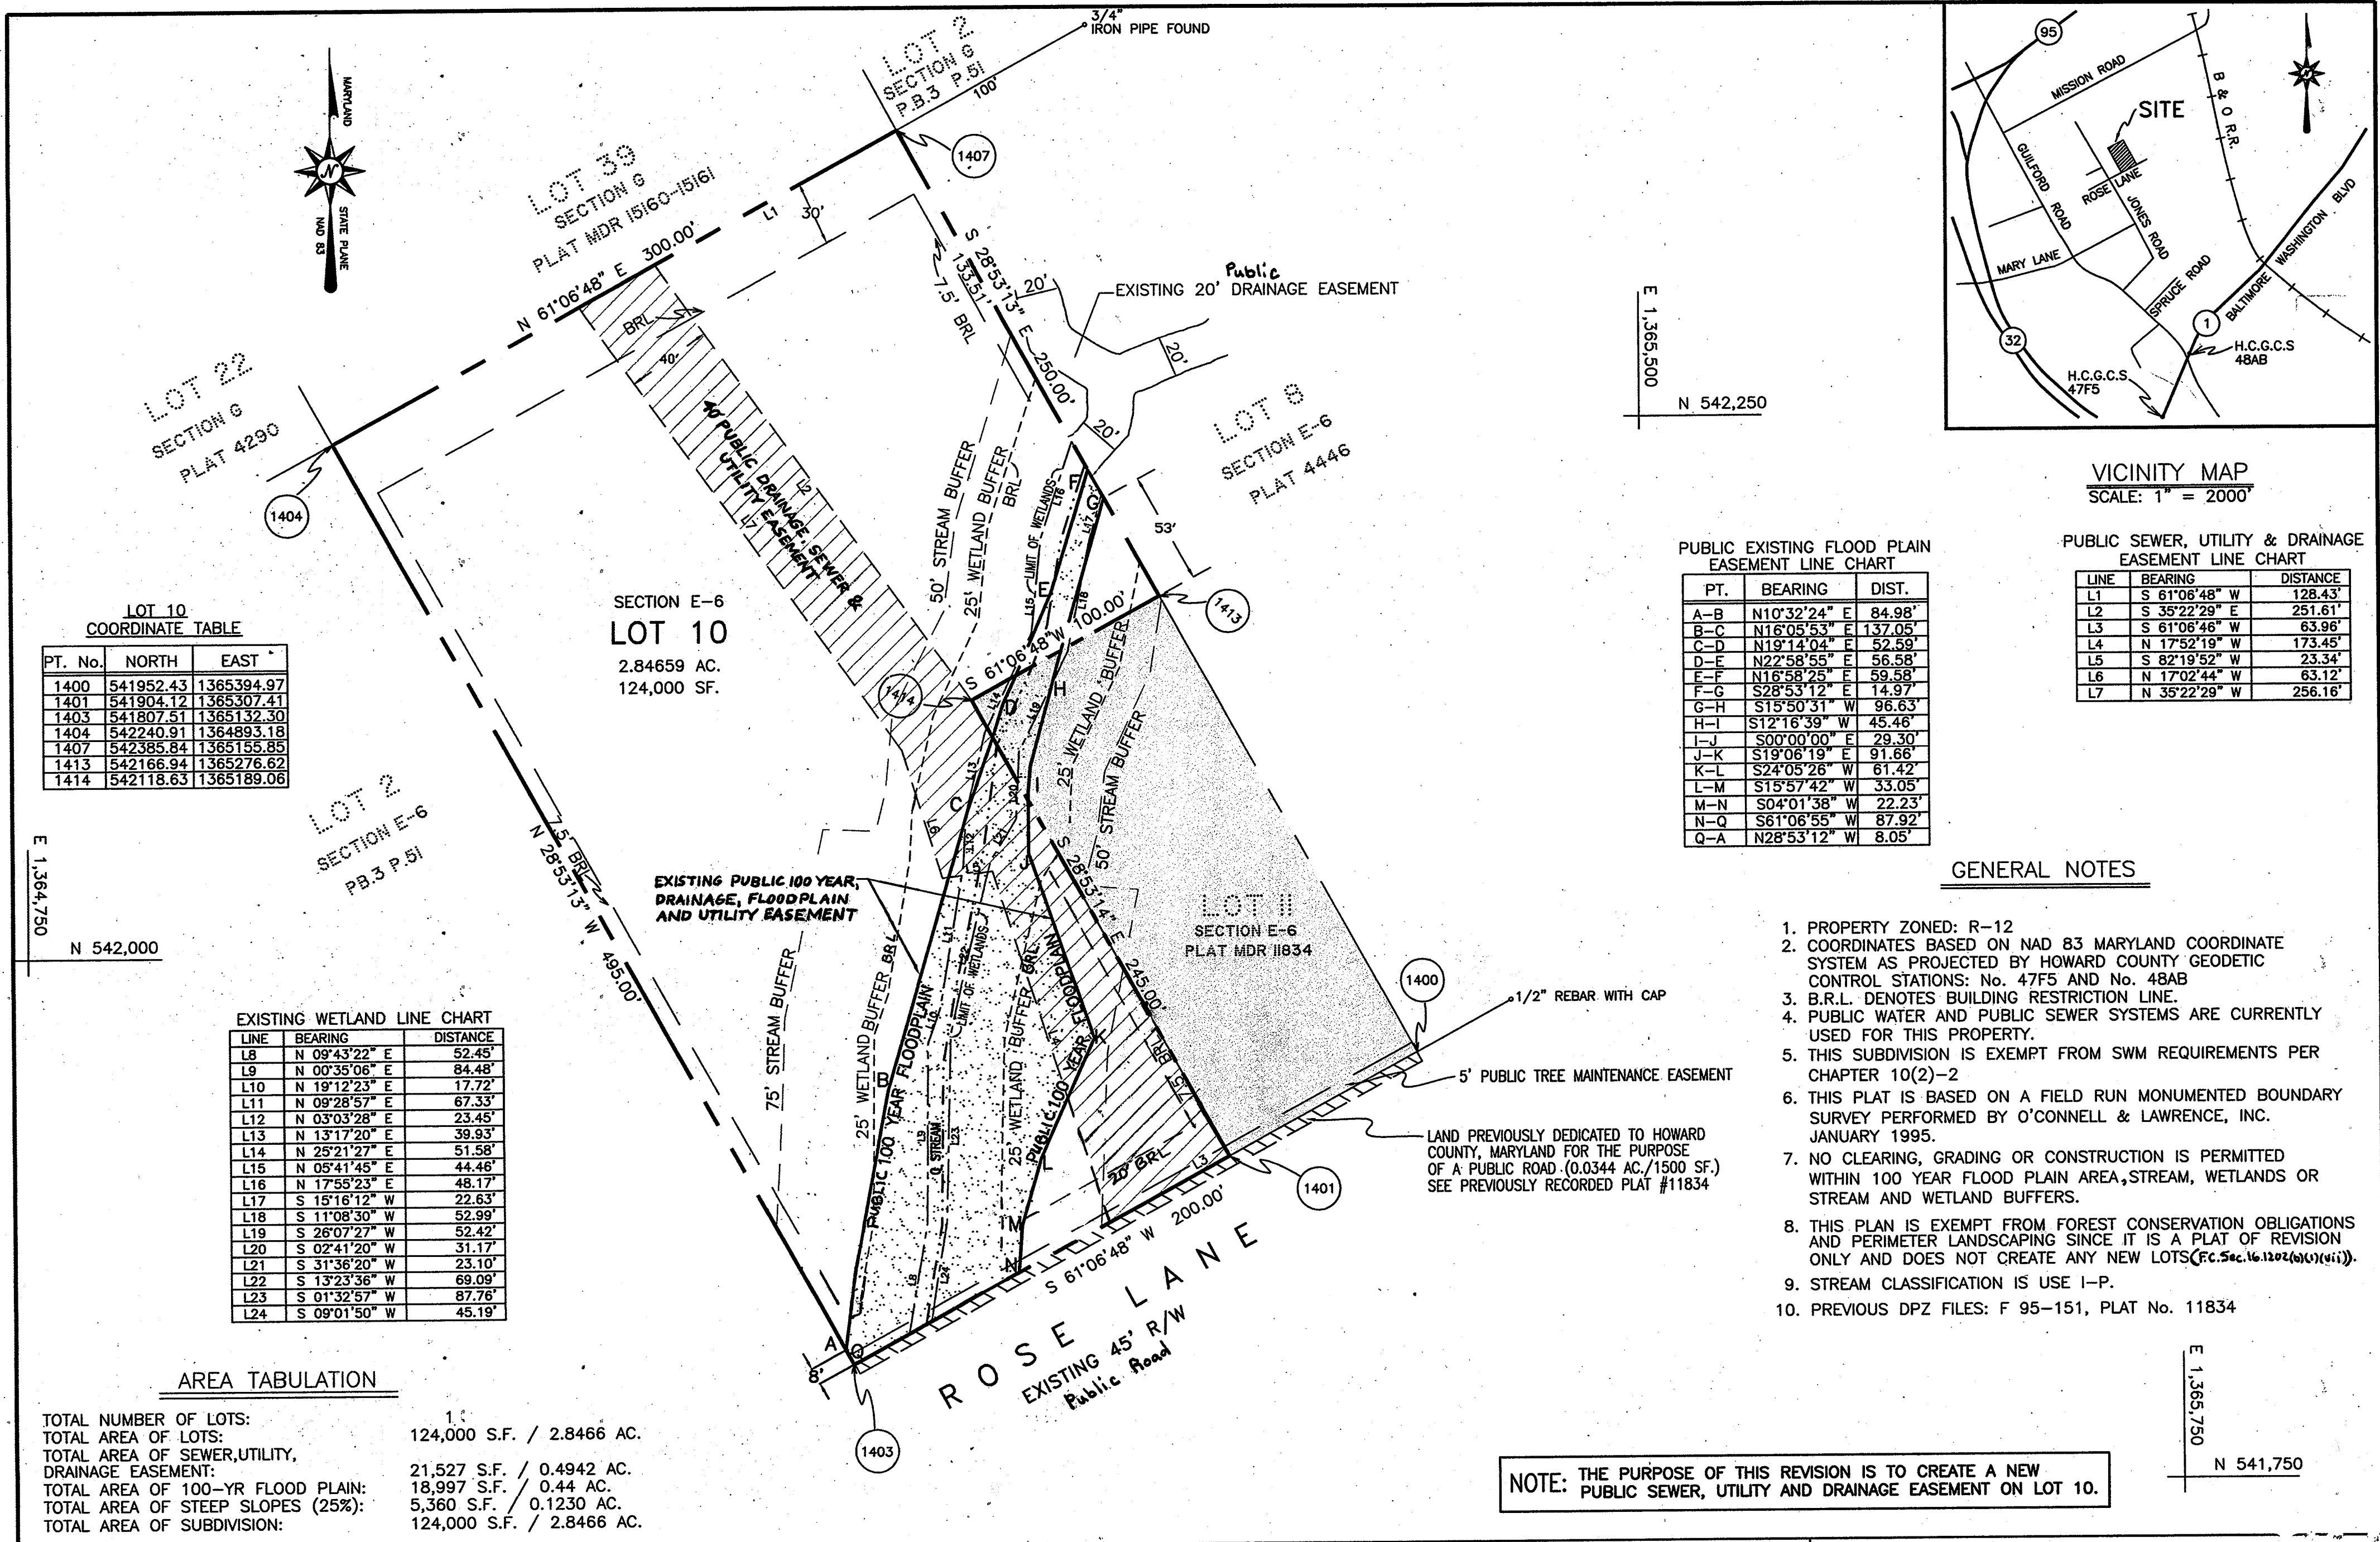 3/4"
IRON PIPE FOUND
LOT 2
SECTION G
P.B.3 P.51
100'
MARYLAND
N
STATE PLANE
NAD 83
LOT 39
SECTION G
PLAT MDR 15160-15161
1407
L1
30'
N 61°06'48" E 300.00'
S 28°53'13" E 250.00'
133.51'
7.5' BRL
20'
Public
EXISTING 20' DRAINAGE EASEMENT
20'
20'
BRL
40'
LOT 22
SECTION G
PLAT 4290
1404
40' PUBLIC DRAINAGE, SEWER &
UTILITY EASEMENT
L2
L7
50' STREAM BUFFER
25' WETLAND BUFFER
BRL
LIMIT OF WETLANDS
L15
L16
L17
L18
E
F
G
LOT 8
SECTION E-6
PLAT 4446
53'
1413
S 61°06'48" W 100.00'
1414
SECTION E-6
LOT 10
2.84659 AC.
124,000 SF.
L14
D
H
L19
L13
C
L20
L6
L12
L21
L5
J
25' WETLAND BUFFER
50' STREAM BUFFER
S 28°53'14" E 245.00'
LOT 11
SECTION E-6
PLAT MDR 11834
LOT 2
SECTION E-6
PB.3 P.51
7.5' BRL
N 28°53'13" W 495.00'
EXISTING PUBLIC 100 YEAR,
DRAINAGE, FLOODPLAIN
AND UTILITY EASEMENT
75' STREAM BUFFER
25' WETLAND BUFFER BRL
PUBLIC 100 YEAR FLOODPLAIN
L11
L22
LIMIT OF WETLANDS
L10
25' WETLAND BUFFER BRL
PUBLIC 100 YEAR FLOODPLAIN
B
K
L9
STREAM
L23
L
L8
L24
M
N
A
Q
8'
1403
7.5' BRL
20' BRL
L3
1401
1400
1/2" REBAR WITH CAP
5' PUBLIC TREE MAINTENANCE EASEMENT
LAND PREVIOUSLY DEDICATED TO HOWARD
COUNTY, MARYLAND FOR THE PURPOSE
OF A PUBLIC ROAD (0.0344 AC./1500 SF.)
SEE PREVIOUSLY RECORDED PLAT #11834
S 61°06'48" W 200.00'
ROSE LANE
EXISTING 45' R/W
Public Road
LOT 10
COORDINATE TABLE
PT. No. NORTH EAST
1400 541952.43 1365394.97
1401 541904.12 1365307.41
1403 541807.51 1365132.30
1404 542240.91 1364893.18
1407 542385.84 1365155.85
1413 542166.94 1365276.62
1414 542118.63 1365189.06
E 1,364,750
N 542,000
EXISTING WETLAND LINE CHART
LINE BEARING DISTANCE
L8 N 09°43'22" E 52.45'
L9 N 00°35'06" E 84.48'
L10 N 19°12'23" E 17.72'
L11 N 09°28'57" E 67.33'
L12 N 03°03'28" E 23.45'
L13 N 13°17'20" E 39.93'
L14 N 25°21'27" E 51.58'
L15 N 05°41'45" E 44.46'
L16 N 17°55'23" E 48.17'
L17 S 15°16'12" W 22.63'
L18 S 11°08'30" W 52.99'
L19 S 26°07'27" W 52.42'
L20 S 02°41'20" W 31.17'
L21 S 31°36'20" W 23.10'
L22 S 13°23'36" W 69.09'
L23 S 01°32'57" W 87.76'
L24 S 09°01'50" W 45.19'
AREA TABULATION
TOTAL NUMBER OF LOTS: 1
TOTAL AREA OF LOTS: 124,000 S.F. / 2.8466 AC.
TOTAL AREA OF SEWER,UTILITY,
DRAINAGE EASEMENT: 21,527 S.F. / 0.4942 AC.
TOTAL AREA OF 100-YR FLOOD PLAIN: 18,997 S.F. / 0.44 AC.
TOTAL AREA OF STEEP SLOPES (25%): 5,360 S.F. / 0.1230 AC.
TOTAL AREA OF SUBDIVISION: 124,000 S.F. / 2.8466 AC.
E 1,365,500
N 542,250
95
MISSION ROAD
B & O R.R.
N
SITE
GUILFORD ROAD
ROSE LANE
JONES ROAD
MARY LANE
SPRUCE ROAD
BALTIMORE WASHINGTON BLVD
1
32
H.C.G.C.S
48AB
H.C.G.C.S
47F5
VICINITY MAP
SCALE: 1" = 2000'
PUBLIC EXISTING FLOOD PLAIN
EASEMENT LINE CHART
PT. BEARING DIST.
A-B N10°32'24" E 84.98'
B-C N16°05'53" E 137.05'
C-D N19°14'04" E 52.59'
D-E N22°58'55" E 56.58'
E-F N16°58'25" E 59.58'
F-G S28°53'12" E 14.97'
G-H S15°50'31" W 96.63'
H-I S12°16'39" W 45.46'
I-J S00°00'00" E 29.30'
J-K S19°06'19" E 91.66'
K-L S24°05'26" W 61.42'
L-M S15°57'42" W 33.05'
M-N S04°01'38" W 22.23'
N-Q S61°06'55" W 87.92'
Q-A N28°53'12" W 8.05'
PUBLIC SEWER, UTILITY & DRAINAGE
EASEMENT LINE CHART
LINE BEARING DISTANCE
L1 S 61°06'48" W 128.43'
L2 S 35°22'29" E 251.61'
L3 S 61°06'46" W 63.96'
L4 N 17°52'19" W 173.45'
L5 S 82°19'52" W 23.34'
L6 N 17°02'44" W 63.12'
L7 N 35°22'29" W 256.16'
GENERAL NOTES
1. PROPERTY ZONED: R-12
2. COORDINATES BASED ON NAD 83 MARYLAND COORDINATE
SYSTEM AS PROJECTED BY HOWARD COUNTY GEODETIC
CONTROL STATIONS: No. 47F5 AND No. 48AB
3. B.R.L. DENOTES BUILDING RESTRICTION LINE.
4. PUBLIC WATER AND PUBLIC SEWER SYSTEMS ARE CURRENTLY
USED FOR THIS PROPERTY.
5. THIS SUBDIVISION IS EXEMPT FROM SWM REQUIREMENTS PER
CHAPTER 10(2)-2
6. THIS PLAT IS BASED ON A FIELD RUN MONUMENTED BOUNDARY
SURVEY PERFORMED BY O'CONNELL & LAWRENCE, INC.
JANUARY 1995.
7. NO CLEARING, GRADING OR CONSTRUCTION IS PERMITTED
WITHIN 100 YEAR FLOOD PLAIN AREA, STREAM, WETLANDS OR
STREAM AND WETLAND BUFFERS.
8. THIS PLAN IS EXEMPT FROM FOREST CONSERVATION OBLIGATIONS
AND PERIMETER LANDSCAPING SINCE IT IS A PLAT OF REVISION
ONLY AND DOES NOT CREATE ANY NEW LOTS (F.C. Sec. 16.1202(b)(1)(vii)).
9. STREAM CLASSIFICATION IS USE I-P.
10. PREVIOUS DPZ FILES: F 95-151, PLAT No. 11834
E 1,365,750
N 541,750
NOTE: THE PURPOSE OF THIS REVISION IS TO CREATE A NEW
PUBLIC SEWER, UTILITY AND DRAINAGE EASEMENT ON LOT 10.